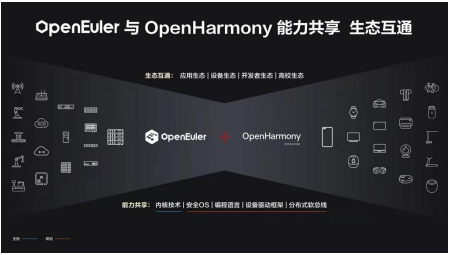 OpenEuler 与 OpenHarmony 能力共享 生态互通
生态互通： 应用生态 | 设备生态 | 开发者生态 | 高校生态
OpenEuler + OpenHarmony
能力共享： 内核技术 | 安全OS | 编程语言 | 设备驱动框架 | 分布式软总线